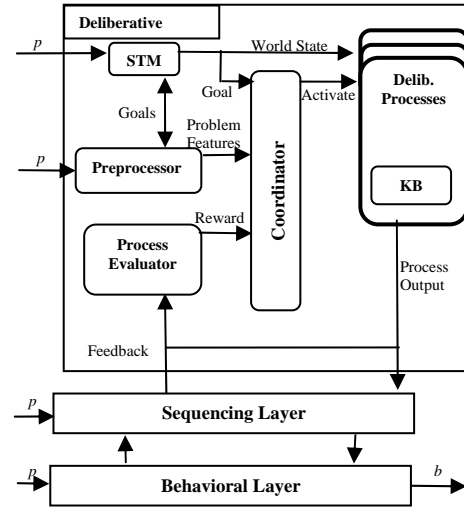 Deliberative
p
STM
World State
Goal
Activate
Delib.
Processes
Goals
Problem
Features
p
Preprocessor
Coordinator
KB
Reward
Process
Evaluator
Process
Output
Feedback
p
Sequencing Layer
p
Behavioral Layer
b